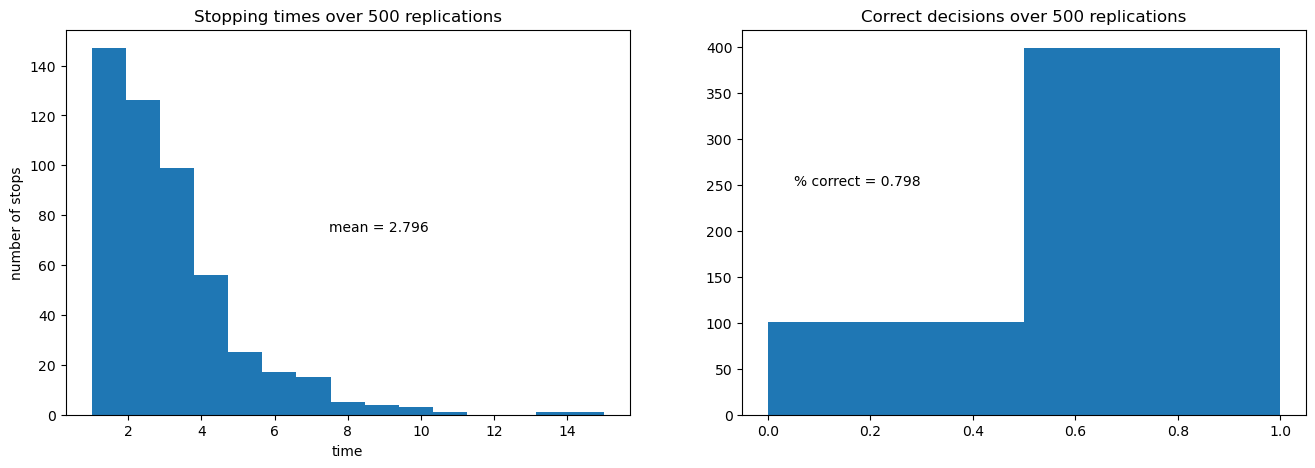 Stopping times over 500 replications
140
120
100
80
60
40
20
0
number of stops
mean = 2.796
2 4 6 8 10 12 14
time
Correct decisions over 500 replications
400
350
300
250
200
150
100
50
0
% correct = 0.798
0.0 0.2 0.4 0.6 0.8 1.0